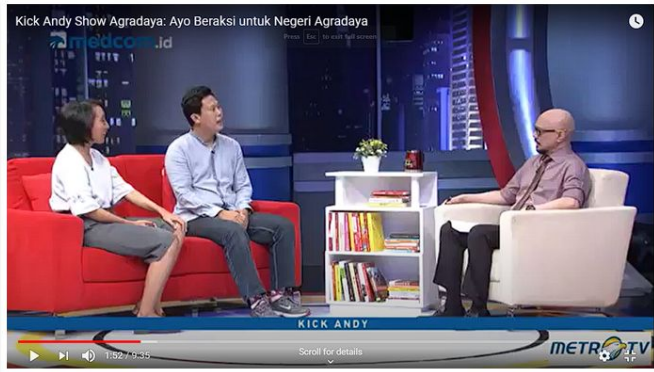 Kick Andy Show Agradaya: Ayo Beraksi untuk Negeri Agradaya
medcom.id
Press Esc to exit full screen
KICK ANDY
METRO TV
1:52 / 9:35
Scroll for details